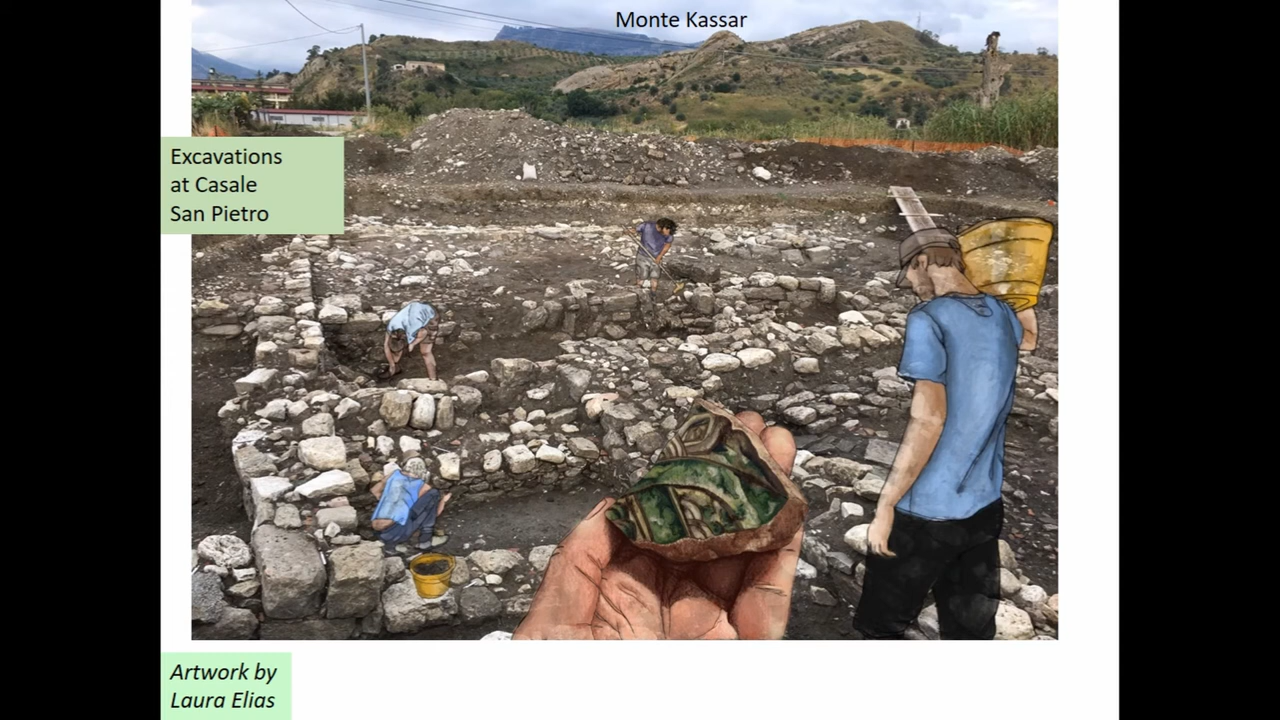 Monte Kassar
Excavations
at Casale
San Pietro
Artwork by
Laura Elias